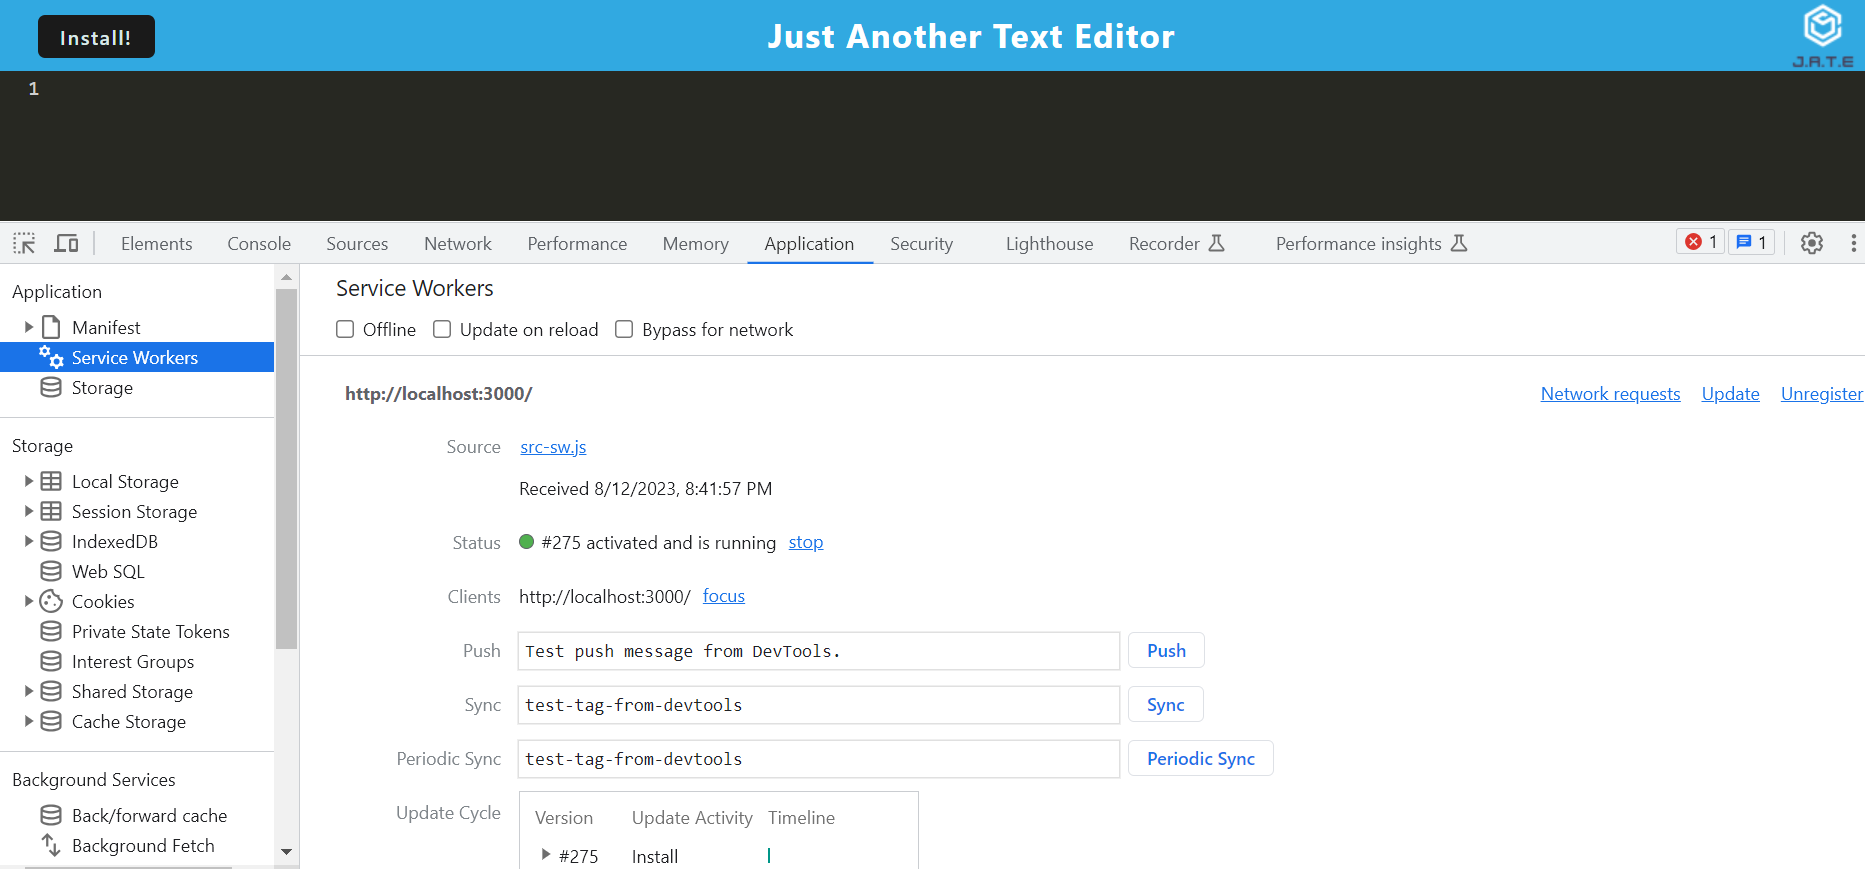 Install!
Just Another Text Editor
J.A.T.E
1
Elements Console Sources Network Performance Memory Application Security Lighthouse Recorder Performance insights 1 1
Application
Manifest
Service Workers
Storage
Storage
Local Storage
Session Storage
IndexedDB
Web SQL
Cookies
Private State Tokens
Interest Groups
Shared Storage
Cache Storage
Background Services
Back/forward cache
Background Fetch
Service Workers
Offline Update on reload Bypass for network
http://localhost:3000/ Network requests Update Unregister
Source src-sw.js
Received 8/12/2023, 8:41:57 PM
Status #275 activated and is running stop
Clients http://localhost:3000/ focus
Push Test push message from DevTools. Push
Sync test-tag-from-devtools Sync
Periodic Sync test-tag-from-devtools Periodic Sync
Update Cycle Version Update Activity Timeline
#275 Install